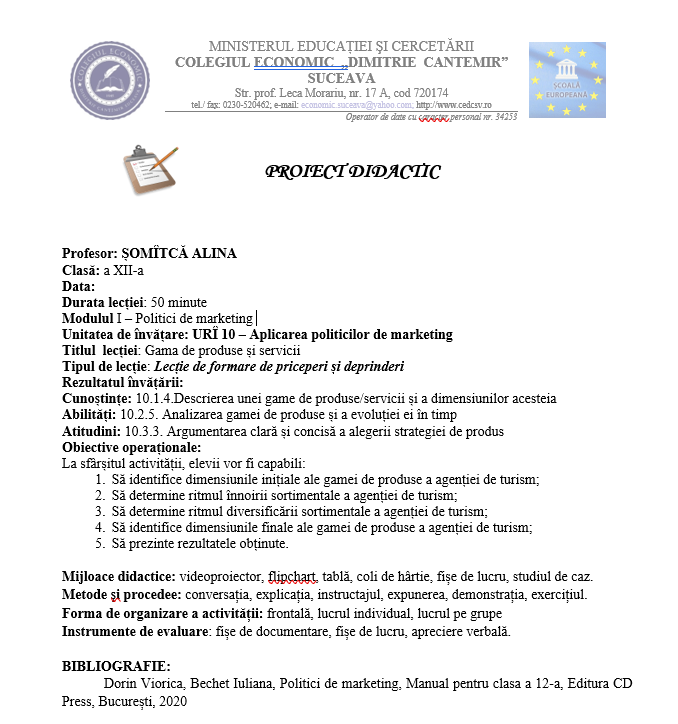 MINISTERUL EDUCAȚIEI ŞI CERCETĂRII
COLEGIUL ECONOMIC „DIMITRIE CANTEMIR”
SUCEAVA
Str. prof. Leca Morariu, nr. 17 A, cod 720174
tel./ fax: 0230-520462; e-mail: economic.suceava@yahoo.com; http://www.cedcsv.ro
Operator de date cu caracter personal nr. 34253
COLEGIUL ECONOMIC
ȘCOALĂ
EUROPEANĂ
PROIECT DIDACTIC
Profesor: ȘOMÎTCĂ ALINA
Clasă: a XII-a
Data:
Durata lecției: 50 minute
Modulul I – Politici de marketing
Unitatea de învățare: URÎ 10 – Aplicarea politicilor de marketing
Titlul lecției: Gama de produse și servicii
Tipul de lecție: Lecție de formare de priceperi și deprinderi
Rezultatul învățării:
Cunoștințe: 10.1.4.Descrierea unei game de produse/servicii și a dimensiunilor acesteia
Abilități: 10.2.5. Analizarea gamei de produse și a evoluției ei în timp
Atitudini: 10.3.3. Argumentarea clară și concisă a alegerii strategiei de produs
Obiective operaționale:
La sfârșitul activității, elevii vor fi capabili:
1. Să identifice dimensiunile inițiale ale gamei de produse a agenției de turism;
2. Să determine ritmul înnoirii sortimentale a agenției de turism;
3. Să determine ritmul diversificării sortimentale a agenției de turism;
4. Să identifice dimensiunile finale ale gamei de produse a agenției de turism;
5. Să prezinte rezultatele obținute.
Mijloace didactice: videoproiector, flipchart, tablă, coli de hârtie, fișe de lucru, studiul de caz.
Metode şi procedee: conversația, explicația, instructajul, expunerea, demonstrația, exercițiul.
Forma de organizare a activității: frontală, lucrul individual, lucrul pe grupe
Instrumente de evaluare: fișe de documentare, fișe de lucru, apreciere verbală.
BIBLIOGRAFIE:
Dorin Viorica, Bechet Iuliana, Politici de marketing, Manual pentru clasa a 12-a, Editura CD
Press, București, 2020